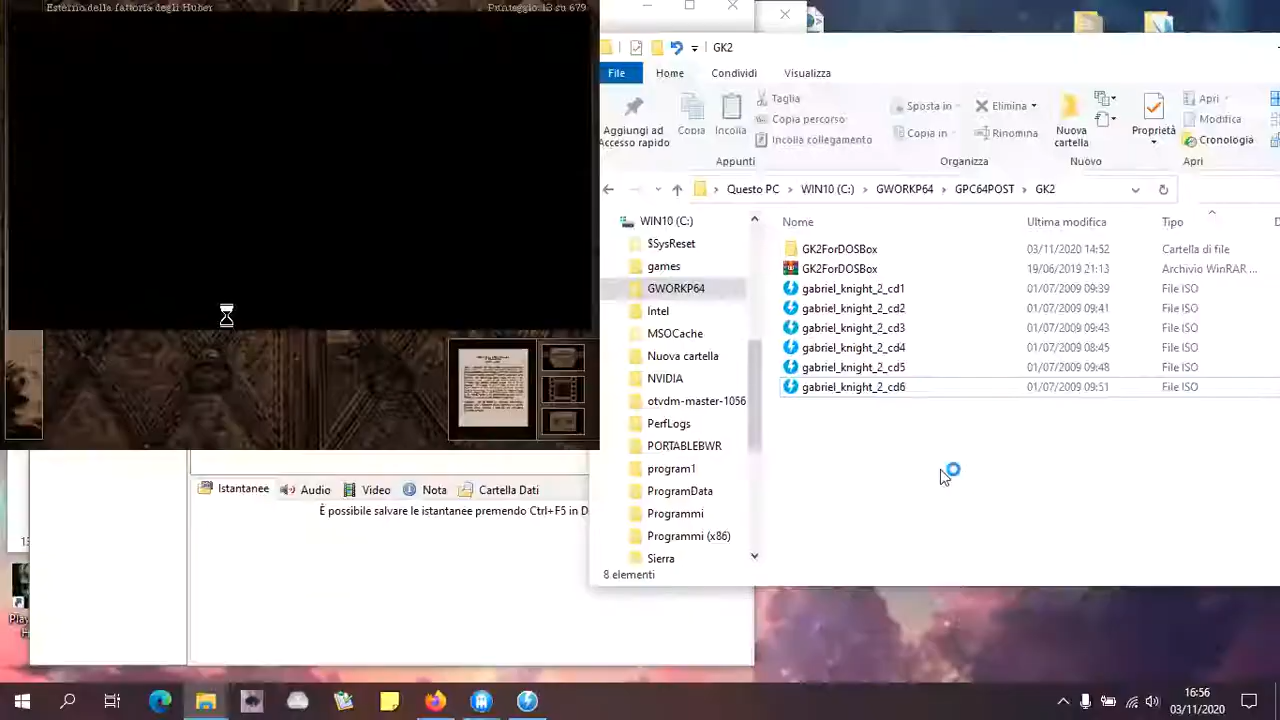 Esterno della fattoria degli Huber
Punteggio: 13 su 679
GK2
File Home Condividi Visualizza
Aggiungi ad Accesso rapido
Copia
Incolla
Taglia
Copia percorso
Incolla collegamento
Appunti
Sposta in
Copia in
Elimina
Rinomina
Organizza
Nuova cartella
Nuovo
Proprietà
Apri
Modifica
Cronologia
Apri
Questo PC > WIN10 (C:) > GWORKP64 > GPC64POST > GK2
WIN10 (C:)
$SysReset
games
GWORKP64
Intel
MSOCache
Nuova cartella
NVIDIA
otvdm-master-1056
PerfLogs
PORTABLEBWR
program1
ProgramData
Programmi
Programmi (x86)
Sierra
Nome Ultima modifica Tipo
GK2ForDOSBox 03/11/2020 14:52 Cartella di file
GK2ForDOSBox 19/06/2019 21:13 Archivio WinRAR ...
gabriel_knight_2_cd1 01/07/2009 09:39 File ISO
gabriel_knight_2_cd2 01/07/2009 09:41 File ISO
gabriel_knight_2_cd3 01/07/2009 09:43 File ISO
gabriel_knight_2_cd4 01/07/2009 08:45 File ISO
gabriel_knight_2_cd5 01/07/2009 09:48 File ISO
gabriel_knight_2_cd6 01/07/2009 09:51 File ISO
8 elementi
Istantanee Audio Video Nota Cartella Dati
È possibile salvare le istantanee premendo Ctrl+F5 in D
16:56
03/11/2020